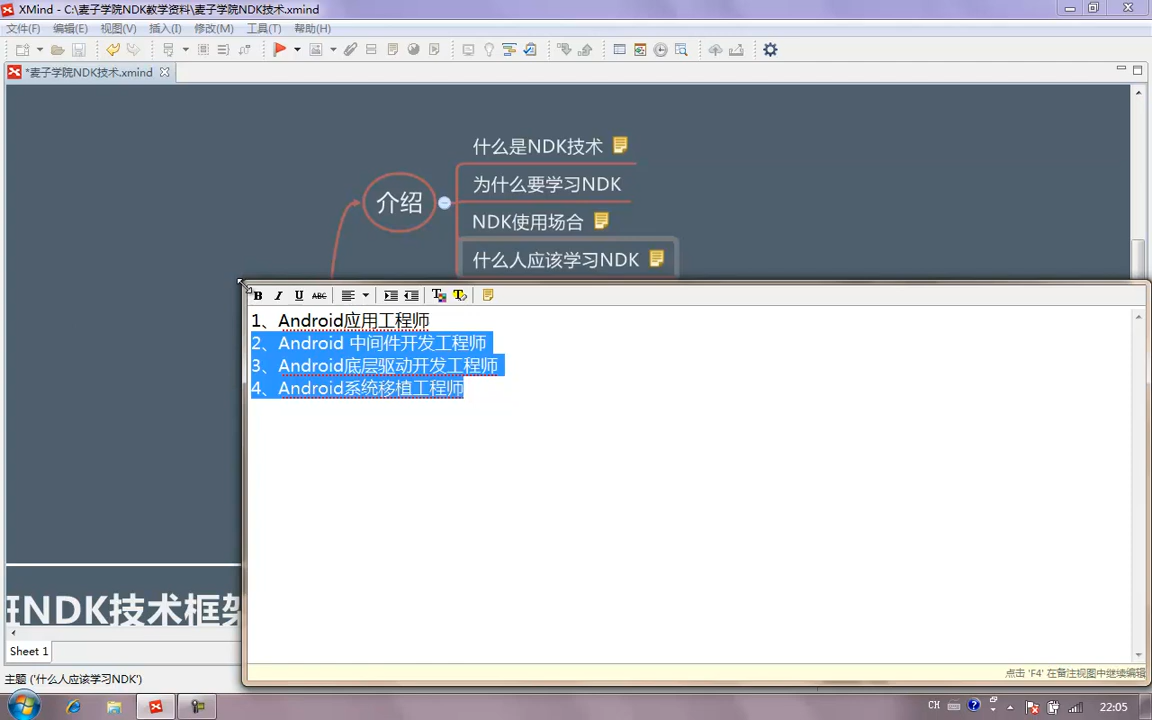 XMind - C:\麦子学院NDK教学资料\麦子学院NDK技术.xmind
文件(F) 编辑(E) 视图(V) 插入(I) 修改(M) 工具(T) 帮助(H)
*麦子学院NDK技术.xmind
什么是NDK技术
介绍
为什么要学习NDK
NDK使用场合
什么人应该学习NDK
B I U ABC
1、Android应用工程师
2、Android 中间件开发工程师
3、Android底层驱动开发工程师
4、Android系统移植工程师
NDK技术框架
Sheet 1
点击 'F4' 在备注视图中继续编辑
主题 ('什么人应该学习NDK')
CH
22:05